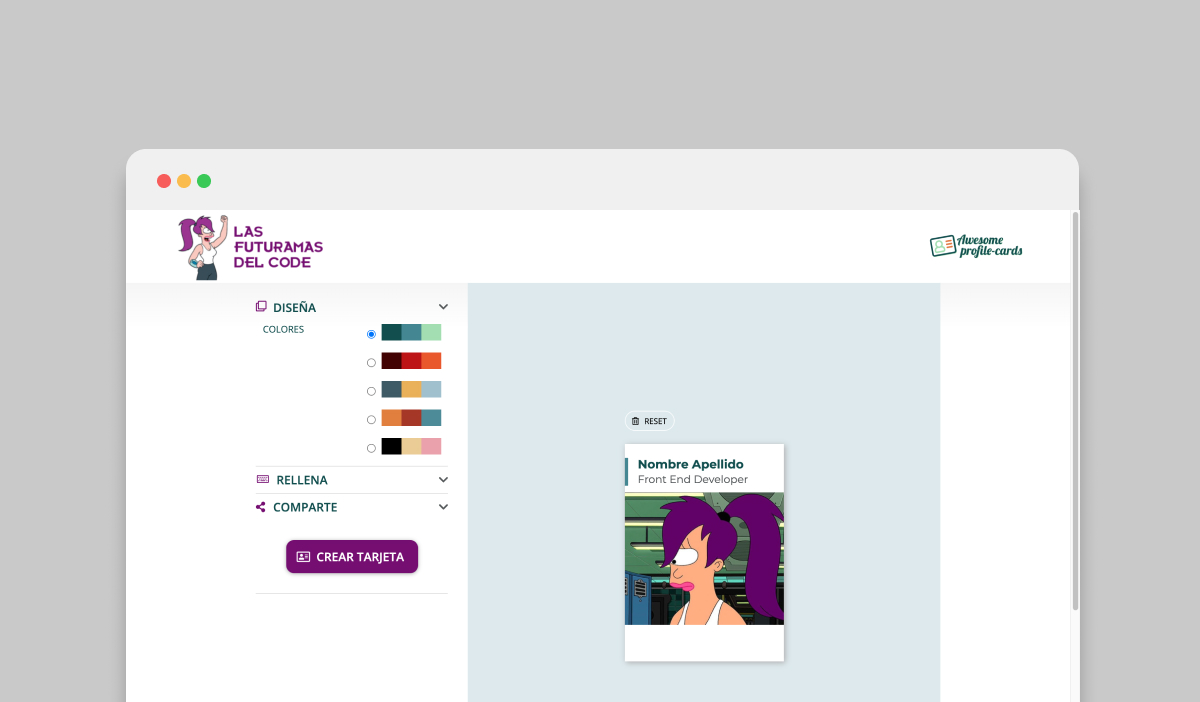 LAS
FUTURAMAS
DEL CODE
Awesome
profile-cards
DISEÑA
COLORES
RELLENA
COMPARTE
CREAR TARJETA
RESET
Nombre Apellido
Front End Developer